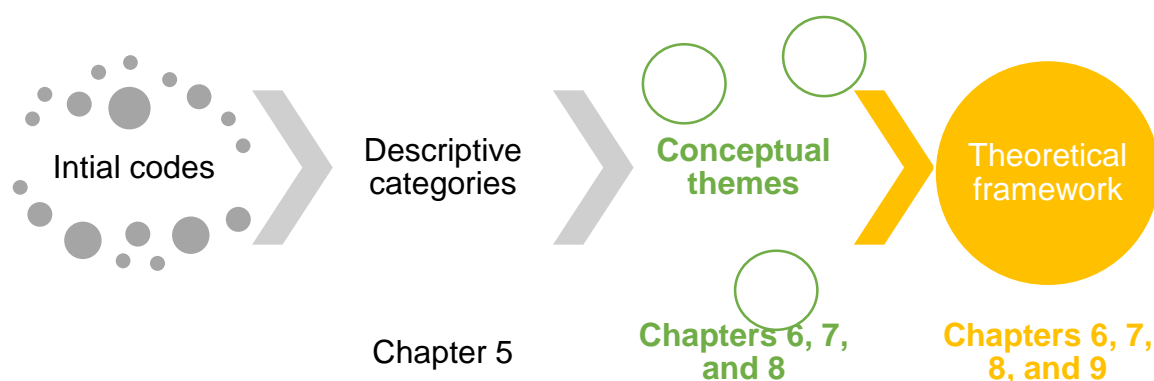 Intial codes
Descriptive
categories
Conceptual
themes
Theoretical
framework
Chapter 5
Chapters 6, 7,
and 8
Chapters 6, 7,
8, and 9